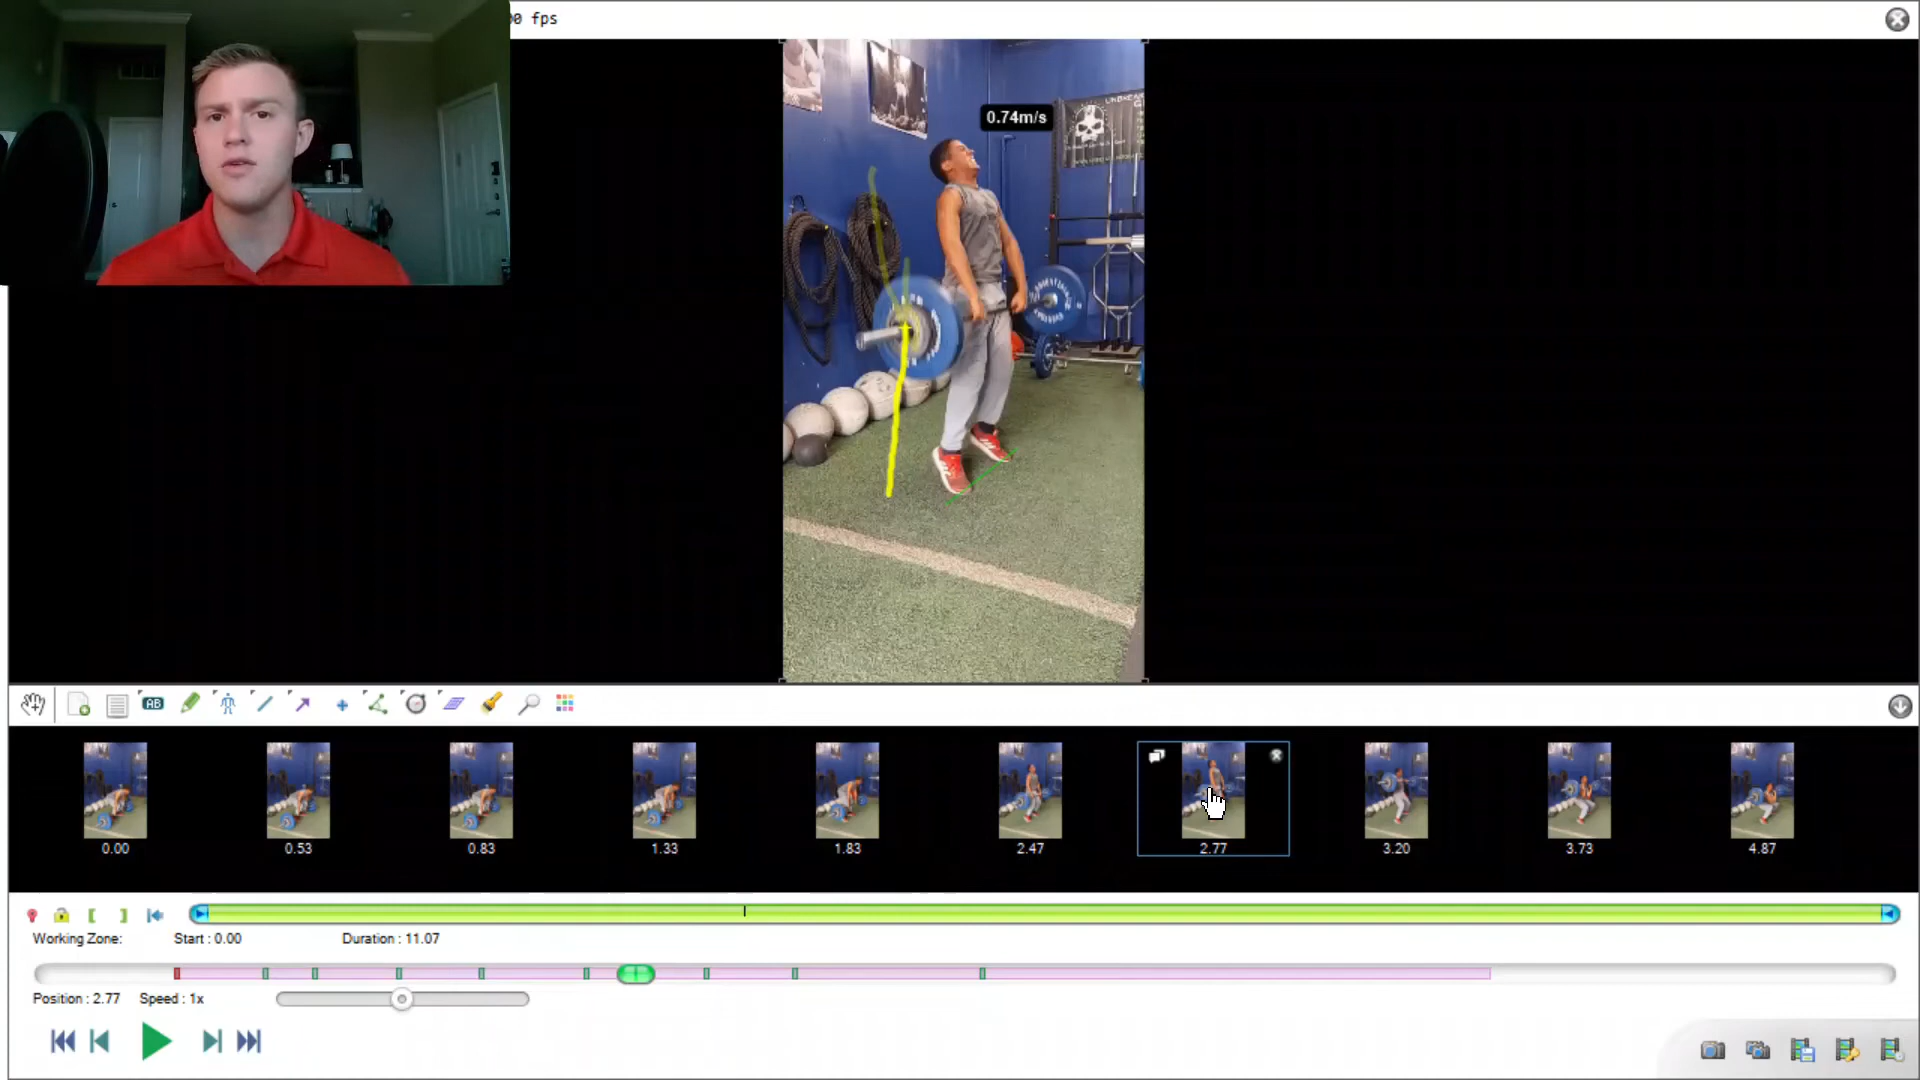 00 fps
0.74m/s
AB
0.00
0.53
0.83
1.33
1.83
2.47
2.77
3.20
3.73
4.87
Working Zone: Start : 0.00 Duration : 11.07
Position : 2.77 Speed : 1x